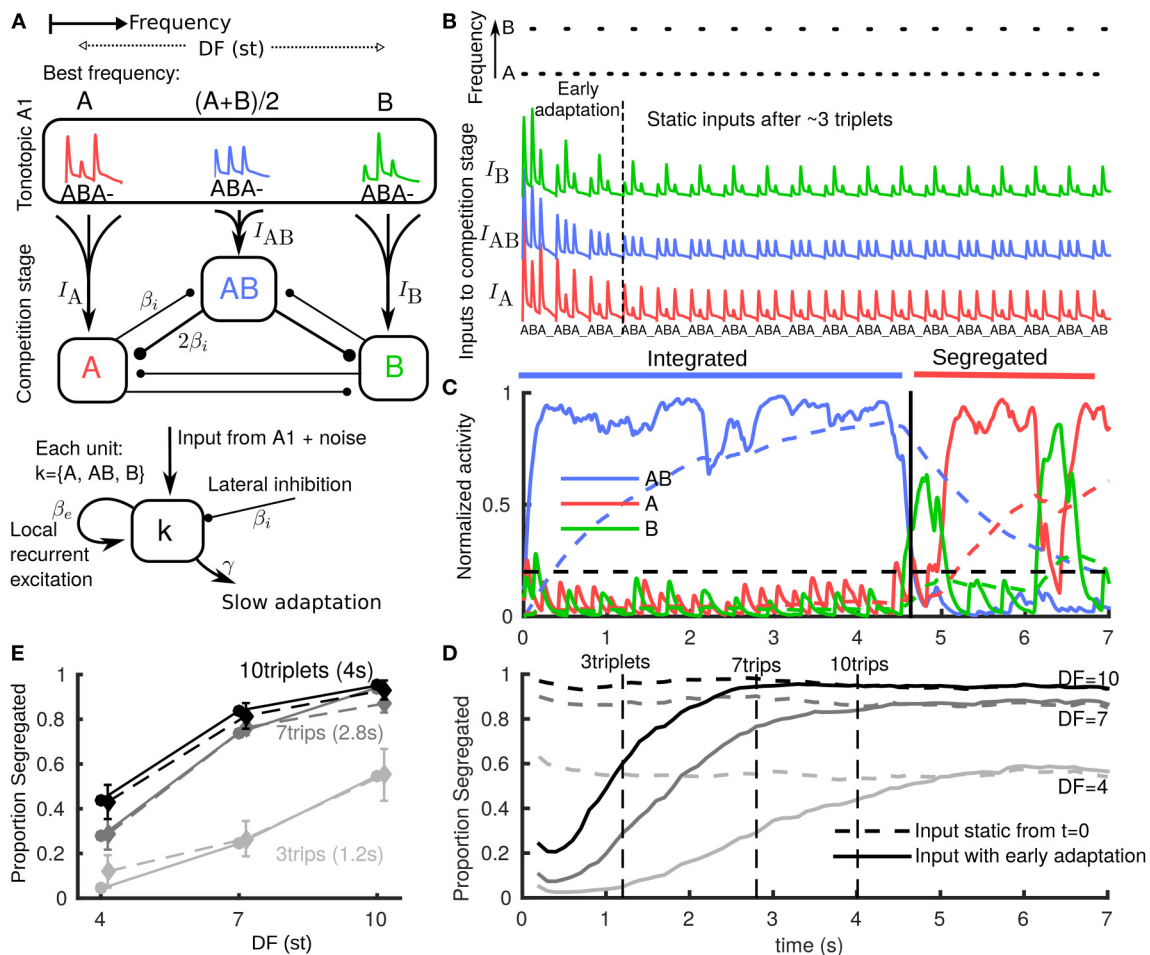 A
Frequency
DF (st)
Best frequency:
A
(A+B)/2
B
Tonotopic A1
ABA-
ABA-
ABA-
I_A
I_AB
I_B
Competition stage
β_i
AB
2β_i
A
B
Each unit:
k={A, AB, B}
Input from A1 + noise
Lateral inhibition
β_i
β_e
k
Local
recurrent
excitation
γ
Slow adaptation
B
Frequency
B
A
Early
adaptation
Static inputs after ~3 triplets
Inputs to competition stage
I_B
I_AB
I_A
ABA_ABA_ABA_ABA_ABA_ABA_ABA_ABA_ABA_ABA_ABA_ABA_ABA_ABA_ABA_ABA_AB
Integrated
Segregated
C
Normalized activity
1
0.5
0
AB
A
B
0 1 2 3 4 5 6 7
E
Proportion Segregated
1
0.8
0.6
0.4
0.2
0
10triplets (4s)
7trips (2.8s)
3trips (1.2s)
4 7 10
DF (st)
D
Proportion Segregated
1
0.8
0.6
0.4
0.2
0
3triplets
7trips
10trips
DF=10
DF=7
DF=4
Input static from t=0
Input with early adaptation
0 1 2 3 4 5 6 7
time (s)